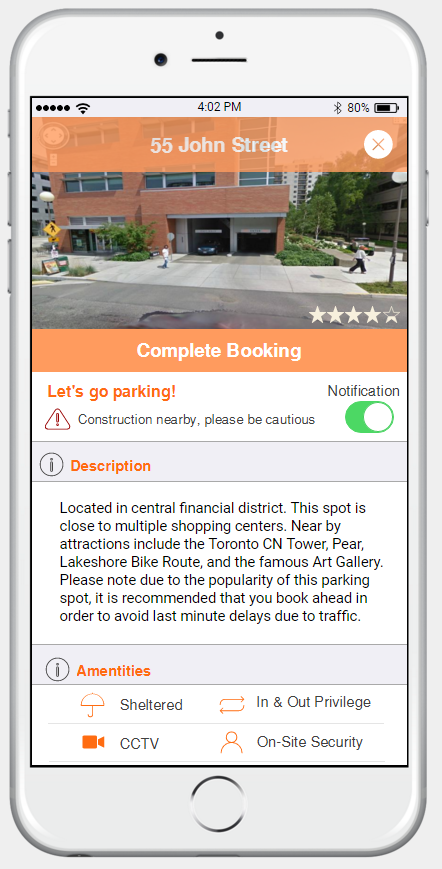 4:02 PM 80%
55 John Street
Complete Booking
Let's go parking! Notification
Construction nearby, please be cautious
Description
Located in central financial district. This spot is
close to multiple shopping centers. Near by
attractions include the Toronto CN Tower, Pear,
Lakeshore Bike Route, and the famous Art Gallery.
Please note due to the popularity of this parking
spot, it is recommended that you book ahead in
order to avoid last minute delays due to traffic.
Amentities
Sheltered In & Out Privilege
CCTV On-Site Security